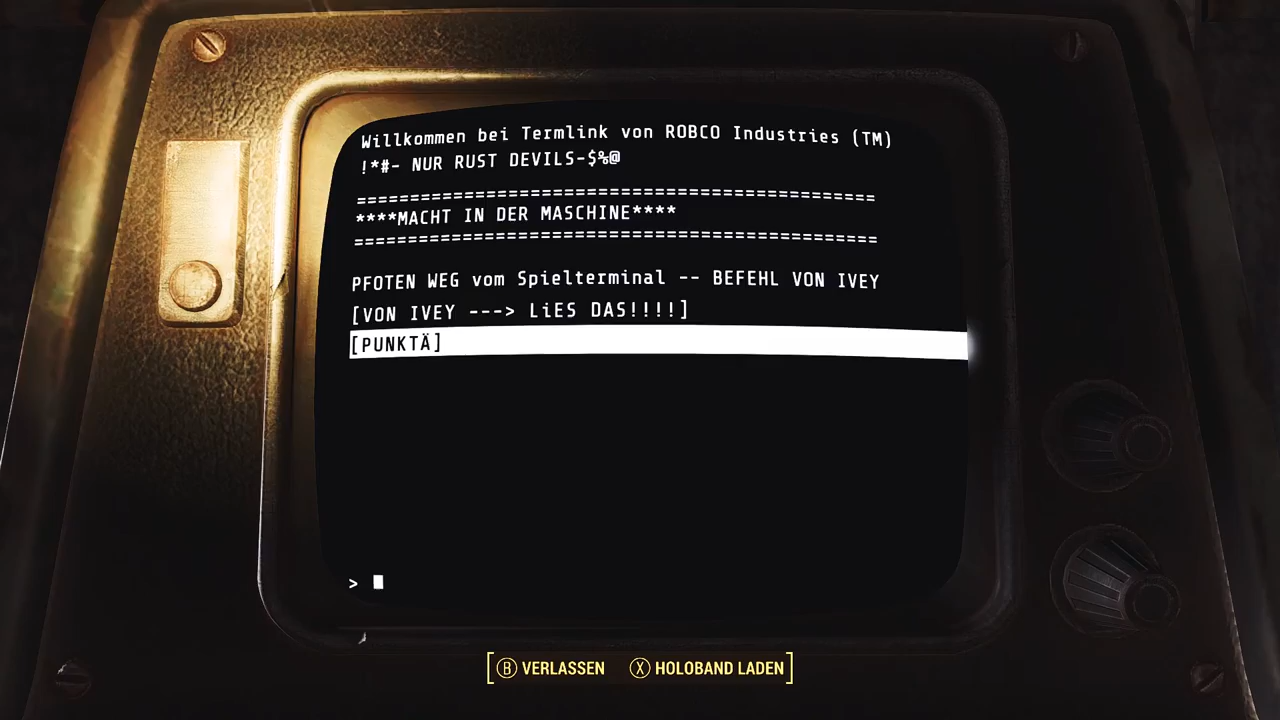 Willkommen bei Termlink von ROBCO Industries (TM)
!*#- NUR RUST DEVILS-$%@
=================================================
****MACHT IN DER MASCHINE****
=================================================
PFOTEN WEG vom Spielterminal -- BEFEHL VON IVEY
[VON IVEY ---> LiES DAS!!!!]
[PUNKTÄ]
>
Ⓑ VERLASSEN Ⓧ HOLOBAND LADEN